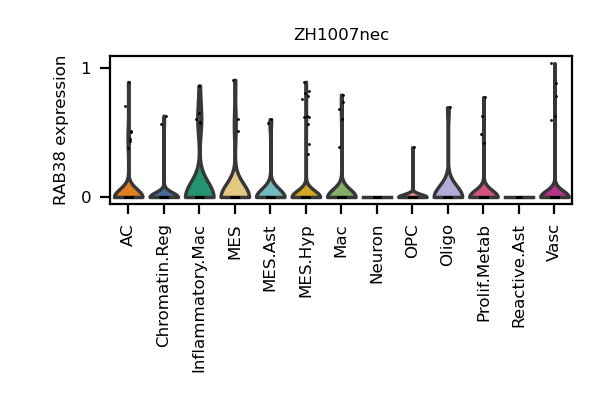 ZH1007nec
RAB38 expression
1
0
AC
Chromatin.Reg
Inflammatory.Mac
MES
MES.Ast
MES.Hyp
Mac
Neuron
OPC
Oligo
Prolif.Metab
Reactive.Ast
Vasc